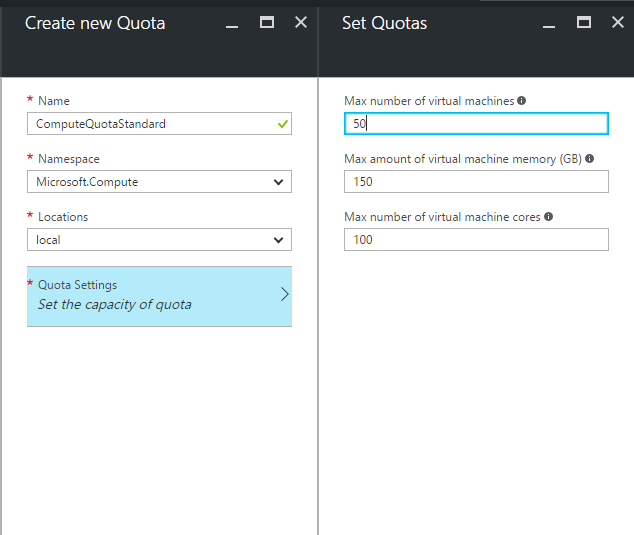 Create new Quota
* Name
ComputeQuotaStandard
* Namespace
Microsoft.Compute
* Locations
local
* Quota Settings
Set the capacity of quota
Set Quotas
Max number of virtual machines
50
Max amount of virtual machine memory (GB)
150
Max number of virtual machine cores
100